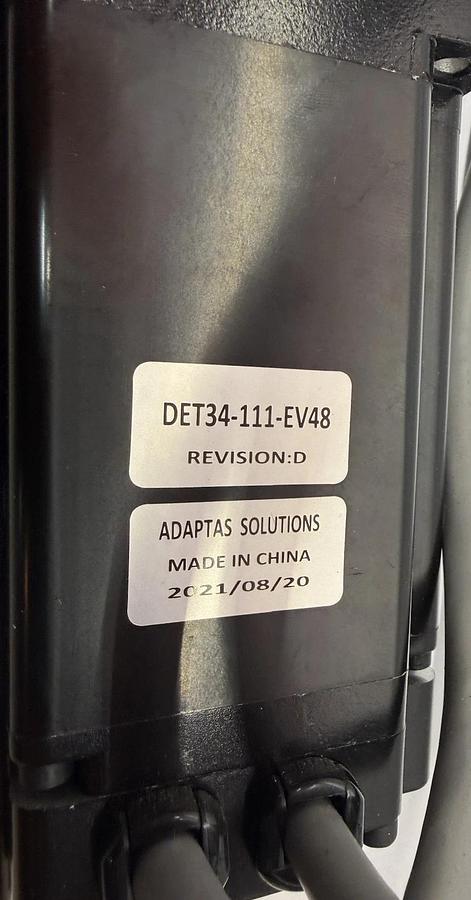 DET34-111-EV48
REVISION:D
ADAPTAS SOLUTIONS
MADE IN CHINA
2021/08/20